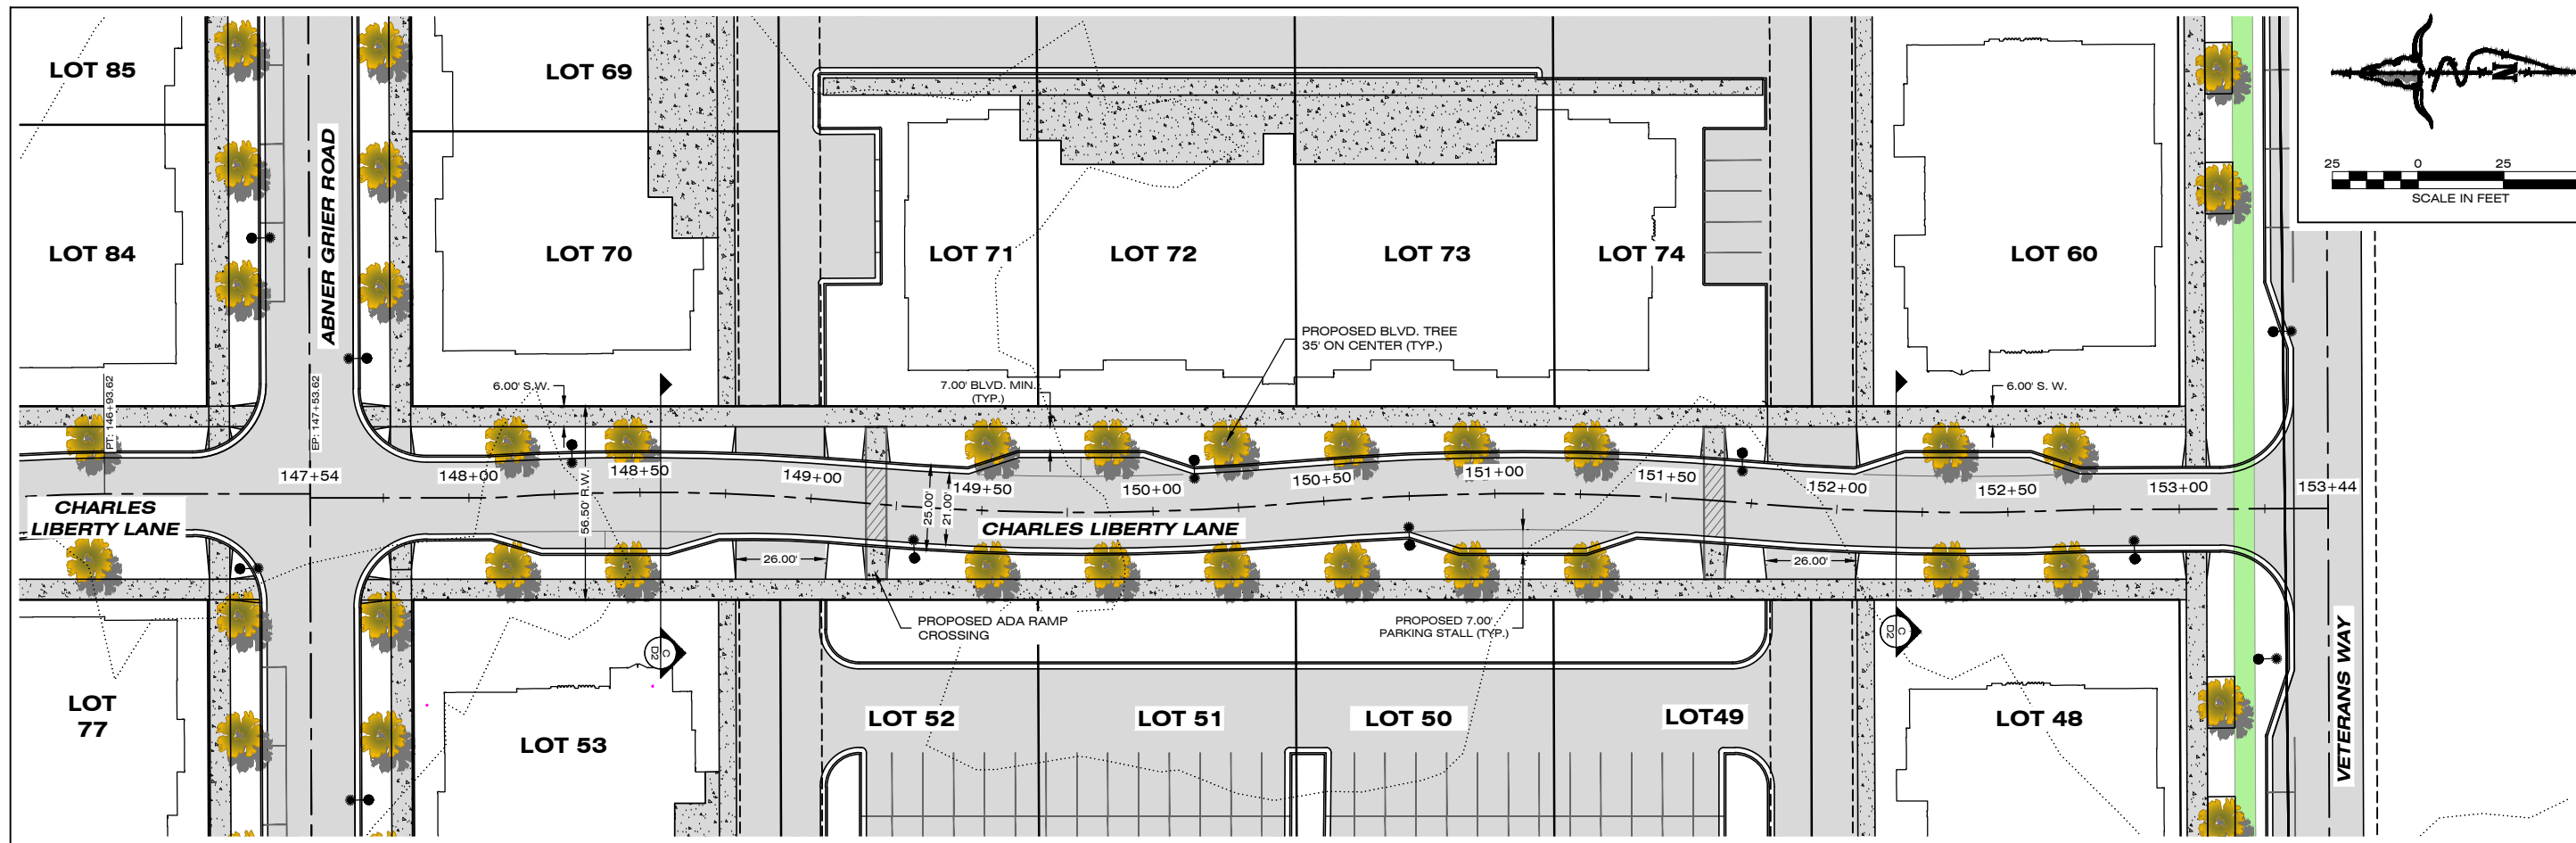 LOT 85
LOT 69
N
25 0 25
SCALE IN FEET
ABNER GRIER ROAD
LOT 84
LOT 70
LOT 71
LOT 72
LOT 73
LOT 74
LOT 60
PROPOSED BLVD. TREE
35' ON CENTER (TYP.)
PT: 146+93.62
EP: 147+53.62
6.00' S.W.
7.00' BLVD. MIN.
(TYP.)
6.00' S. W.
147+54
148+00
148+50
149+00
149+50
150+00
150+50
151+00
151+50
152+00
152+50
153+00
153+44
56.50' R.W.
25.00'
21.00'
CHARLES
LIBERTY LANE
CHARLES LIBERTY LANE
26.00'
26.00'
PROPOSED ADA RAMP
CROSSING
PROPOSED 7.00'
PARKING STALL (TYP.)
C
D2
C
D2
VETERANS WAY
LOT
77
LOT 53
LOT 52
LOT 51
LOT 50
LOT49
LOT 48